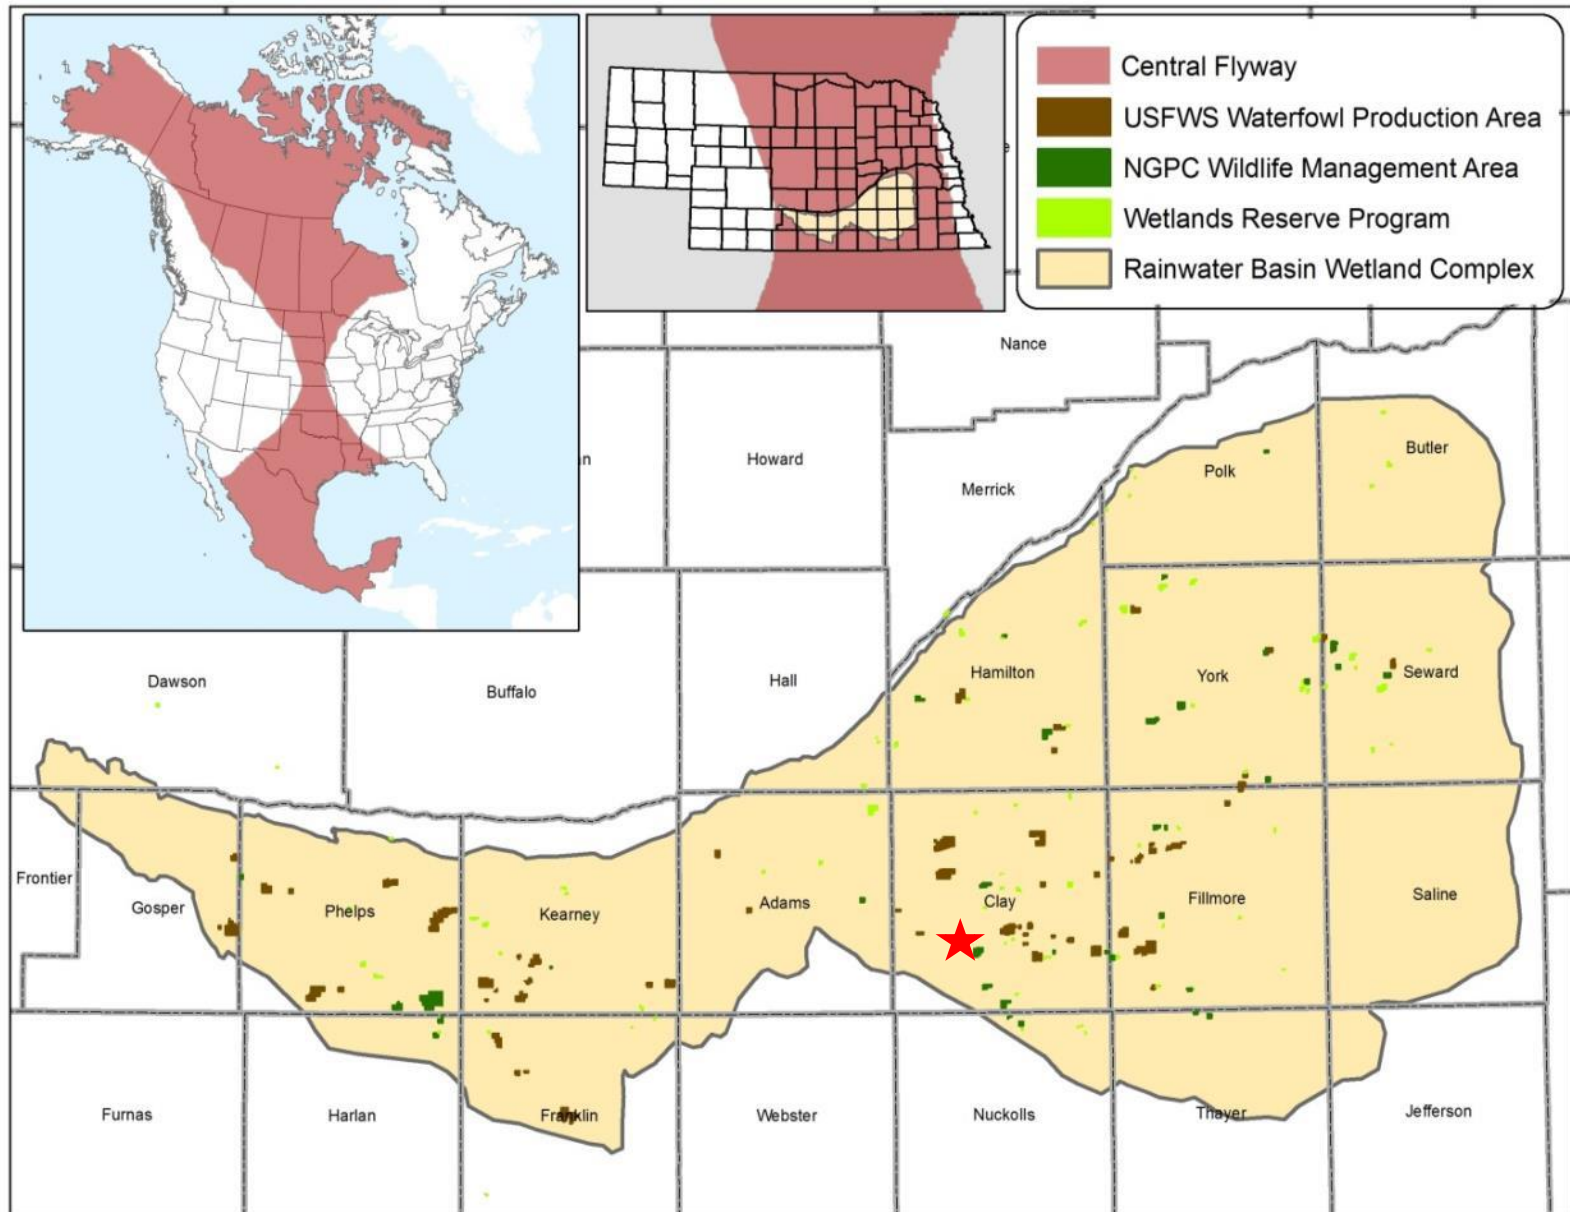 Central Flyway
USFWS Waterfowl Production Area
NGPC Wildlife Management Area
Wetlands Reserve Program
Rainwater Basin Wetland Complex
Nance
Butler
Howard
Polk
Merrick
Hamilton
York
Seward
Dawson
Buffalo
Hall
Frontier
Gosper
Phelps
Kearney
Adams
Clay
Fillmore
Saline
Furnas
Harlan
Franklin
Webster
Nuckolls
Thayer
Jefferson